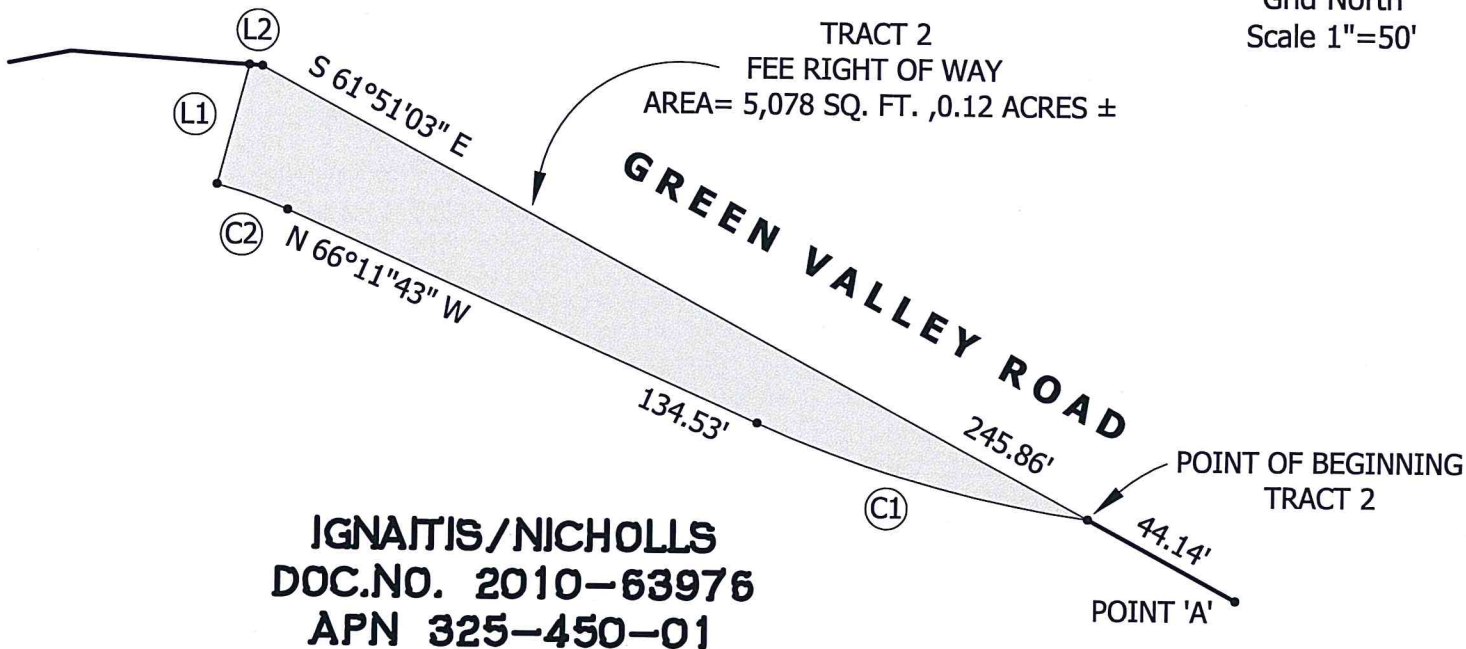 Grid North
Scale 1"=50'
L2
TRACT 2
FEE RIGHT OF WAY
AREA= 5,078 SQ. FT. ,0.12 ACRES ±
S 61°51'03" E
L1
GREEN VALLEY ROAD
C2
N 66°11"43" W
134.53'
245.86'
C1
POINT OF BEGINNING
TRACT 2
44.14'
POINT 'A'
IGNAITIS/NICHOLLS
DOC.NO. 2010-63976
APN 325-450-01